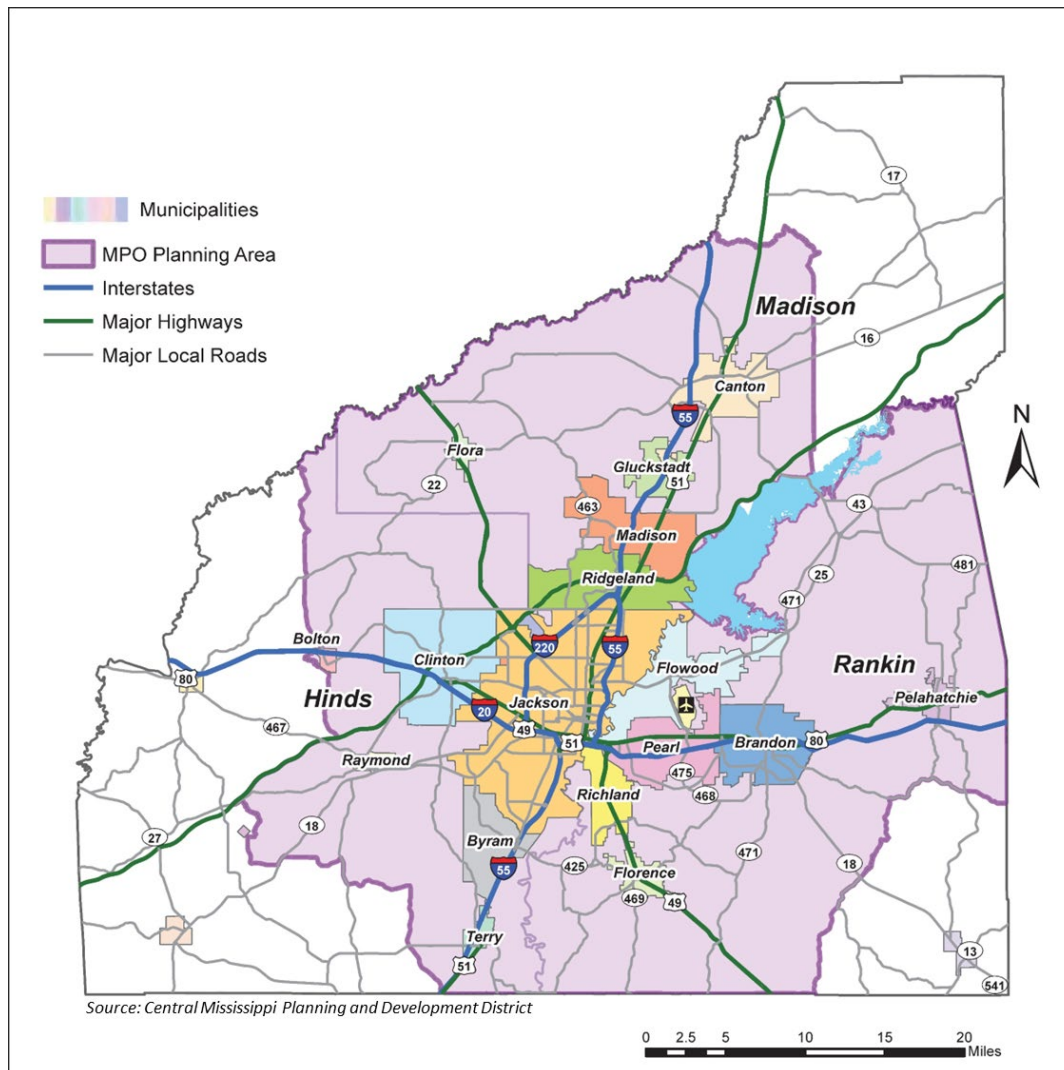 Municipalities
MPO Planning Area
Interstates
Major Highways
Major Local Roads
17
Madison
16
Canton
N
55
Flora
Gluckstadt
51
22
463
43
Madison
481
25
Ridgeland
471
Bolton
220
55
Clinton
Flowood
Rankin
80
Hinds
Pelahatchie
20
Jackson
49
51
Pearl
Brandon
80
467
Raymond
475
468
Richland
27
18
Byram
471
55
425
Florence
18
469
49
Terry
13
51
541
Source: Central Mississippi Planning and Development District
0 2.5 5 10 15 20
Miles